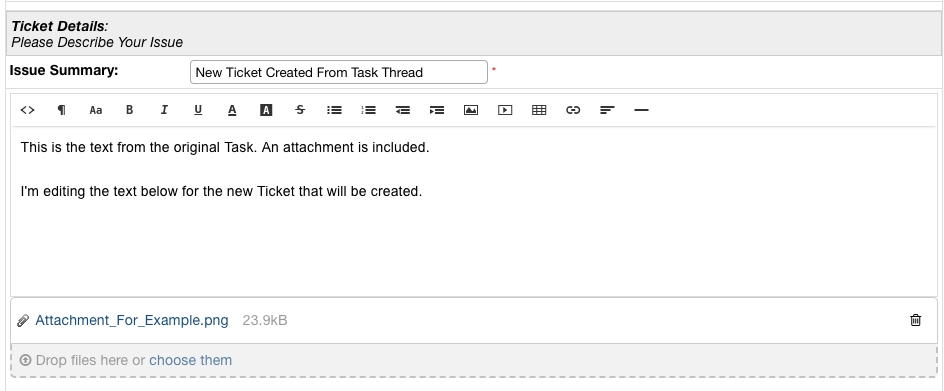 Ticket Details:
Please Describe Your Issue
Issue Summary: New Ticket Created From Task Thread *
<> ¶ Aa B I U A A S
This is the text from the original Task. An attachment is included.
I'm editing the text below for the new Ticket that will be created.
Attachment_For_Example.png 23.9kB
Drop files here or choose them